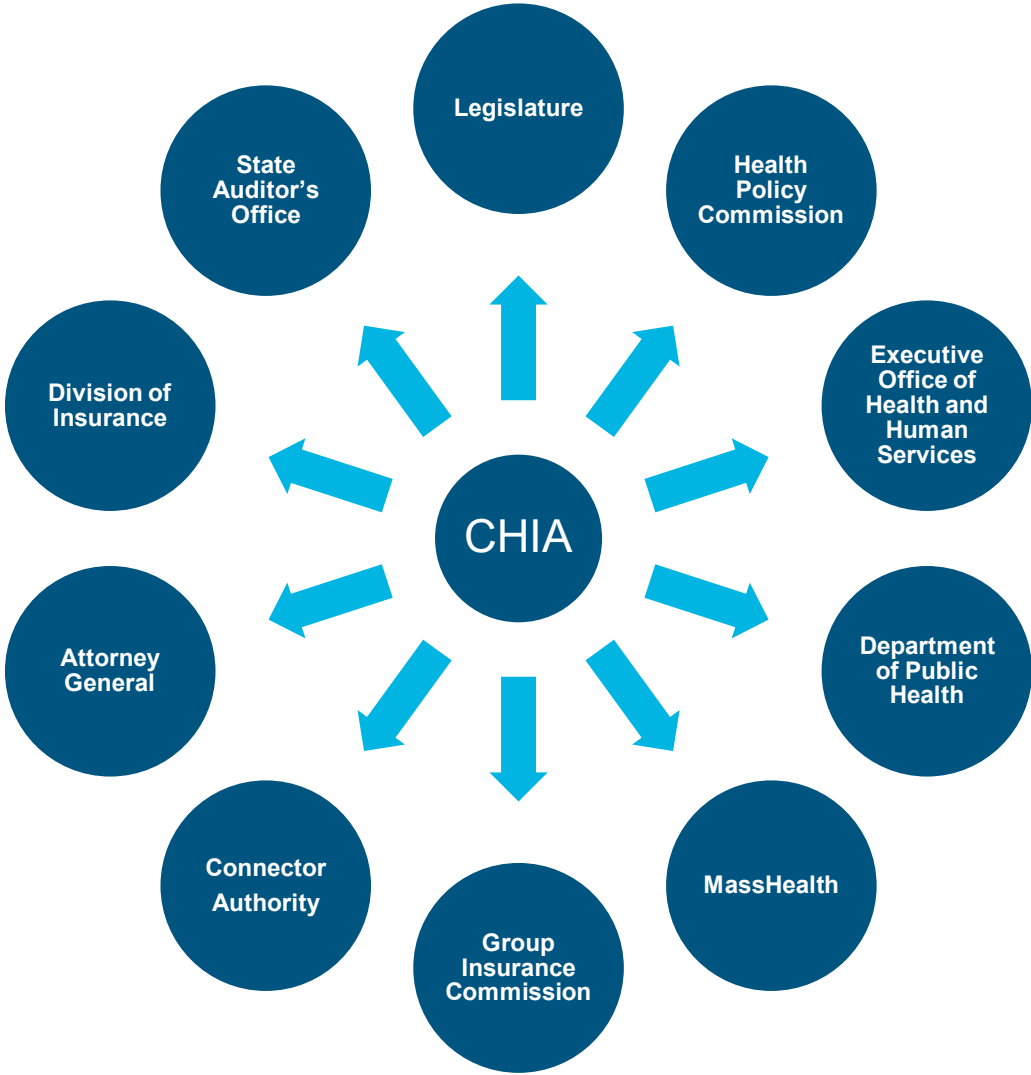 Legislature
Health
Policy
Commission
Executive
Office of
Health and
Human
Services
Department
of Public
Health
MassHealth
Group
Insurance
Commission
Connector
Authority
Attorney
General
Division of
Insurance
State
Auditor’s
Office
CHIA